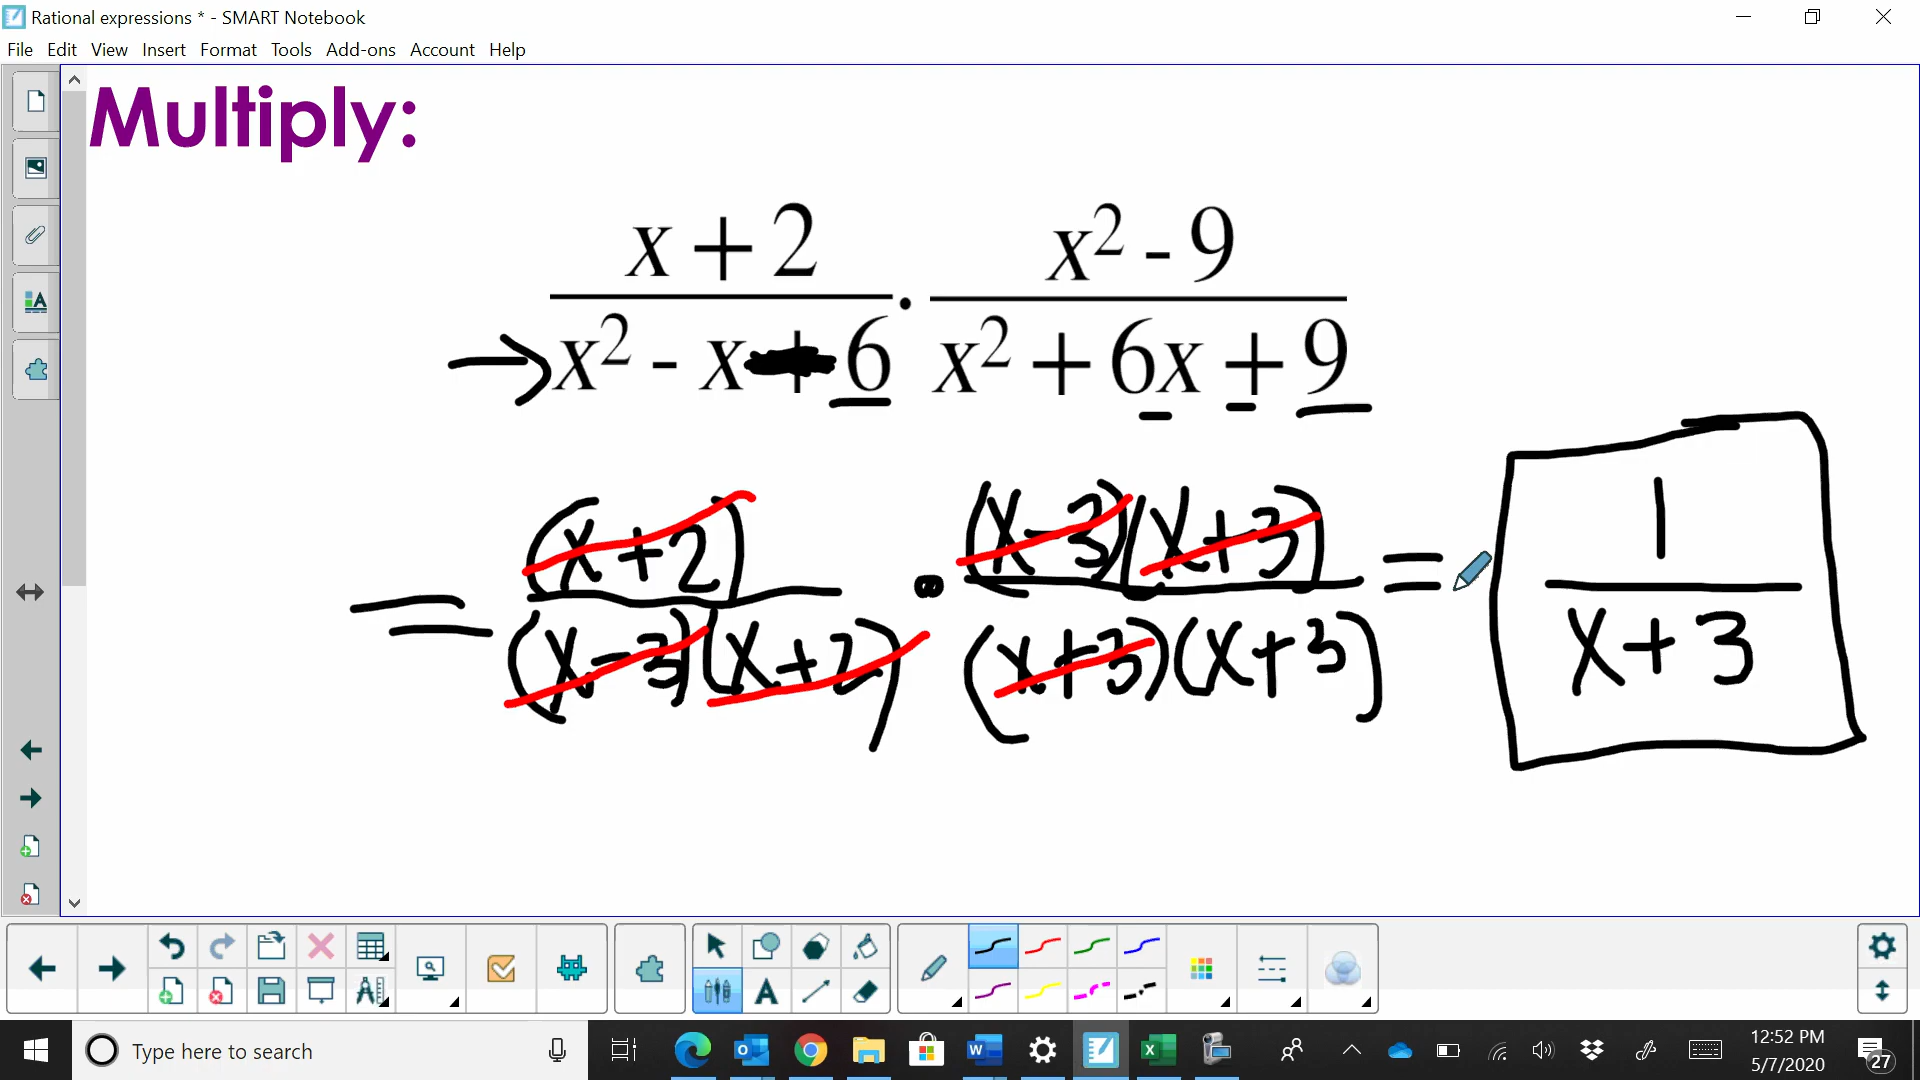 Rational expressions * - SMART Notebook
File Edit View Insert Format Tools Add-ons Account Help
Multiply:
x + 2 x² - 9
x² - x - 6 · x² + 6x + 9
(x+2) (x-3)(x+3) 1
= (x-3)(x+2) · (x+3)(x+3) = x+3
Type here to search
12:52 PM
5/7/2020
27